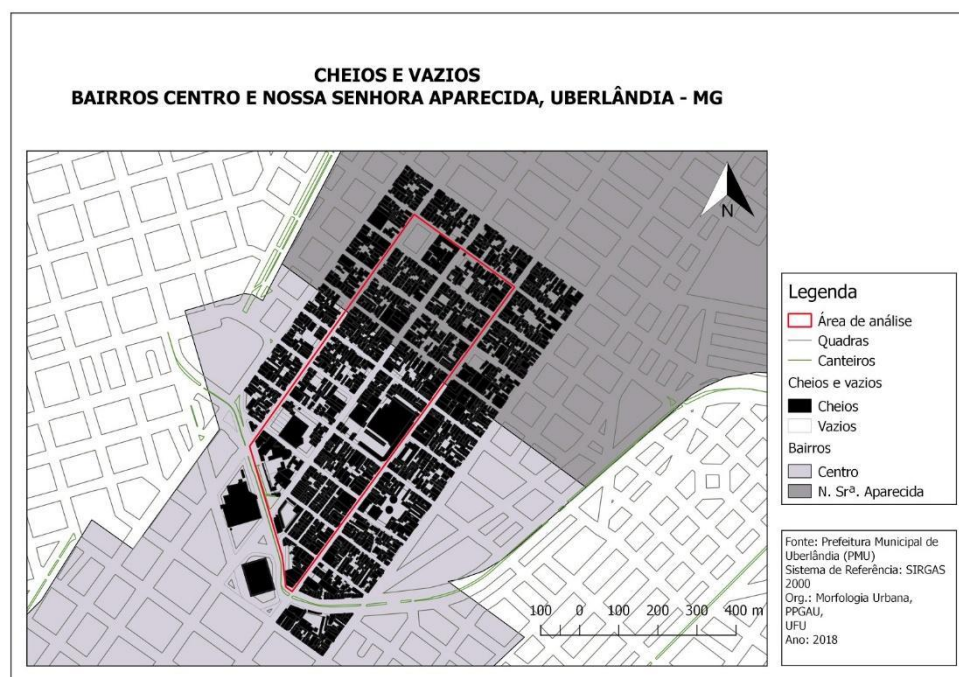 CHEIOS E VAZIOS
BAIRROS CENTRO E NOSSA SENHORA APARECIDA, UBERLÂNDIA - MG
N
100 0 100 200 300 400 m
Legenda
Área de análise
Quadras
Canteiros
Cheios e vazios
Cheios
Vazios
Bairros
Centro
N. Srª. Aparecida
Fonte: Prefeitura Municipal de
Uberlândia (PMU)
Sistema de Referência: SIRGAS
2000
Org.: Morfologia Urbana,
PPGAU,
UFU
Ano: 2018